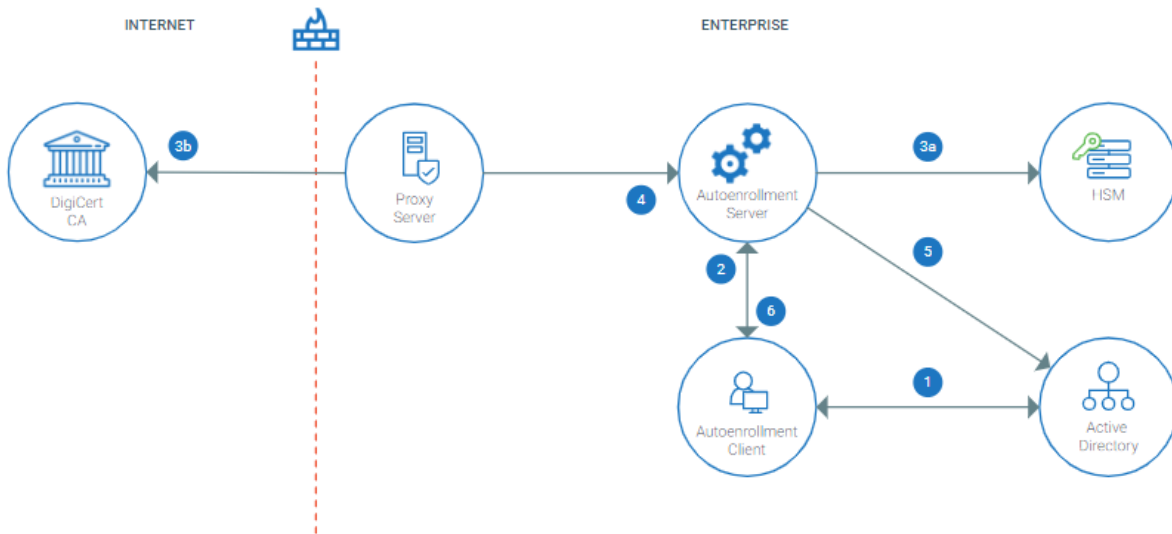 INTERNET
ENTERPRISE
3b
3a
DigiCert
CA
Proxy
Server
4
Autoenrollment
Server
HSM
2
5
6
1
Autoenrollment
Client
Active
Directory